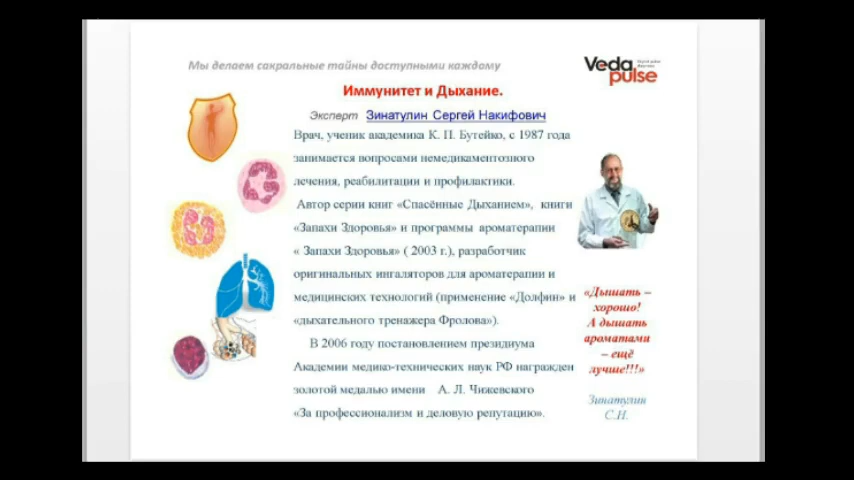 Мы делаем сакральные тайны доступными каждому
Veda
pulse
Иммунитет и Дыхание.
Эксперт Зинатулин Сергей Накифович
Врач, ученик академика К. П. Бутейко, с 1987 года
занимается вопросами немедикаментозного
лечения, реабилитации и профилактики.
Автор серии книг «Спасённые Дыханием», книги
«Запахи Здоровья» и программы ароматерапии
« Запахи Здоровья» ( 2003 г.), разработчик
оригинальных ингаляторов для ароматерапии и
медицинских технологий (применение «Долфин» и
«дыхательного тренажера Фролова»).
В 2006 году постановлением президиума
Академии медико-технических наук РФ награжден
золотой медалью имени А. Л. Чижевского
«За профессионализм и деловую репутацию».
«Дышать –
хорошо!
А дышать
ароматами
– ещё
лучше!!!»
Зинатулин
С.Н.